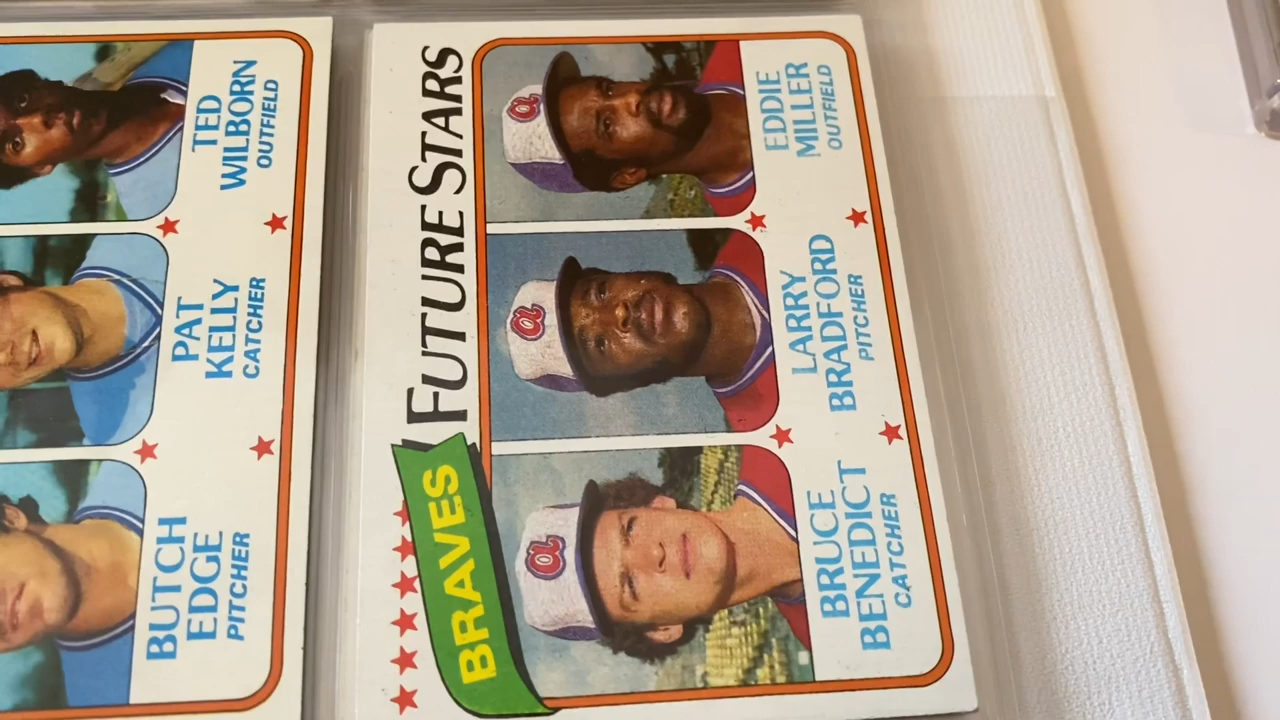 BUTCH
EDGE
PITCHER
PAT
KELLY
CATCHER
TED
WILBORN
OUTFIELD
BRAVES
FUTURE STARS
a
a
a
BRUCE
BENEDICT
CATCHER
LARRY
BRADFORD
PITCHER
EDDIE
MILLER
OUTFIELD